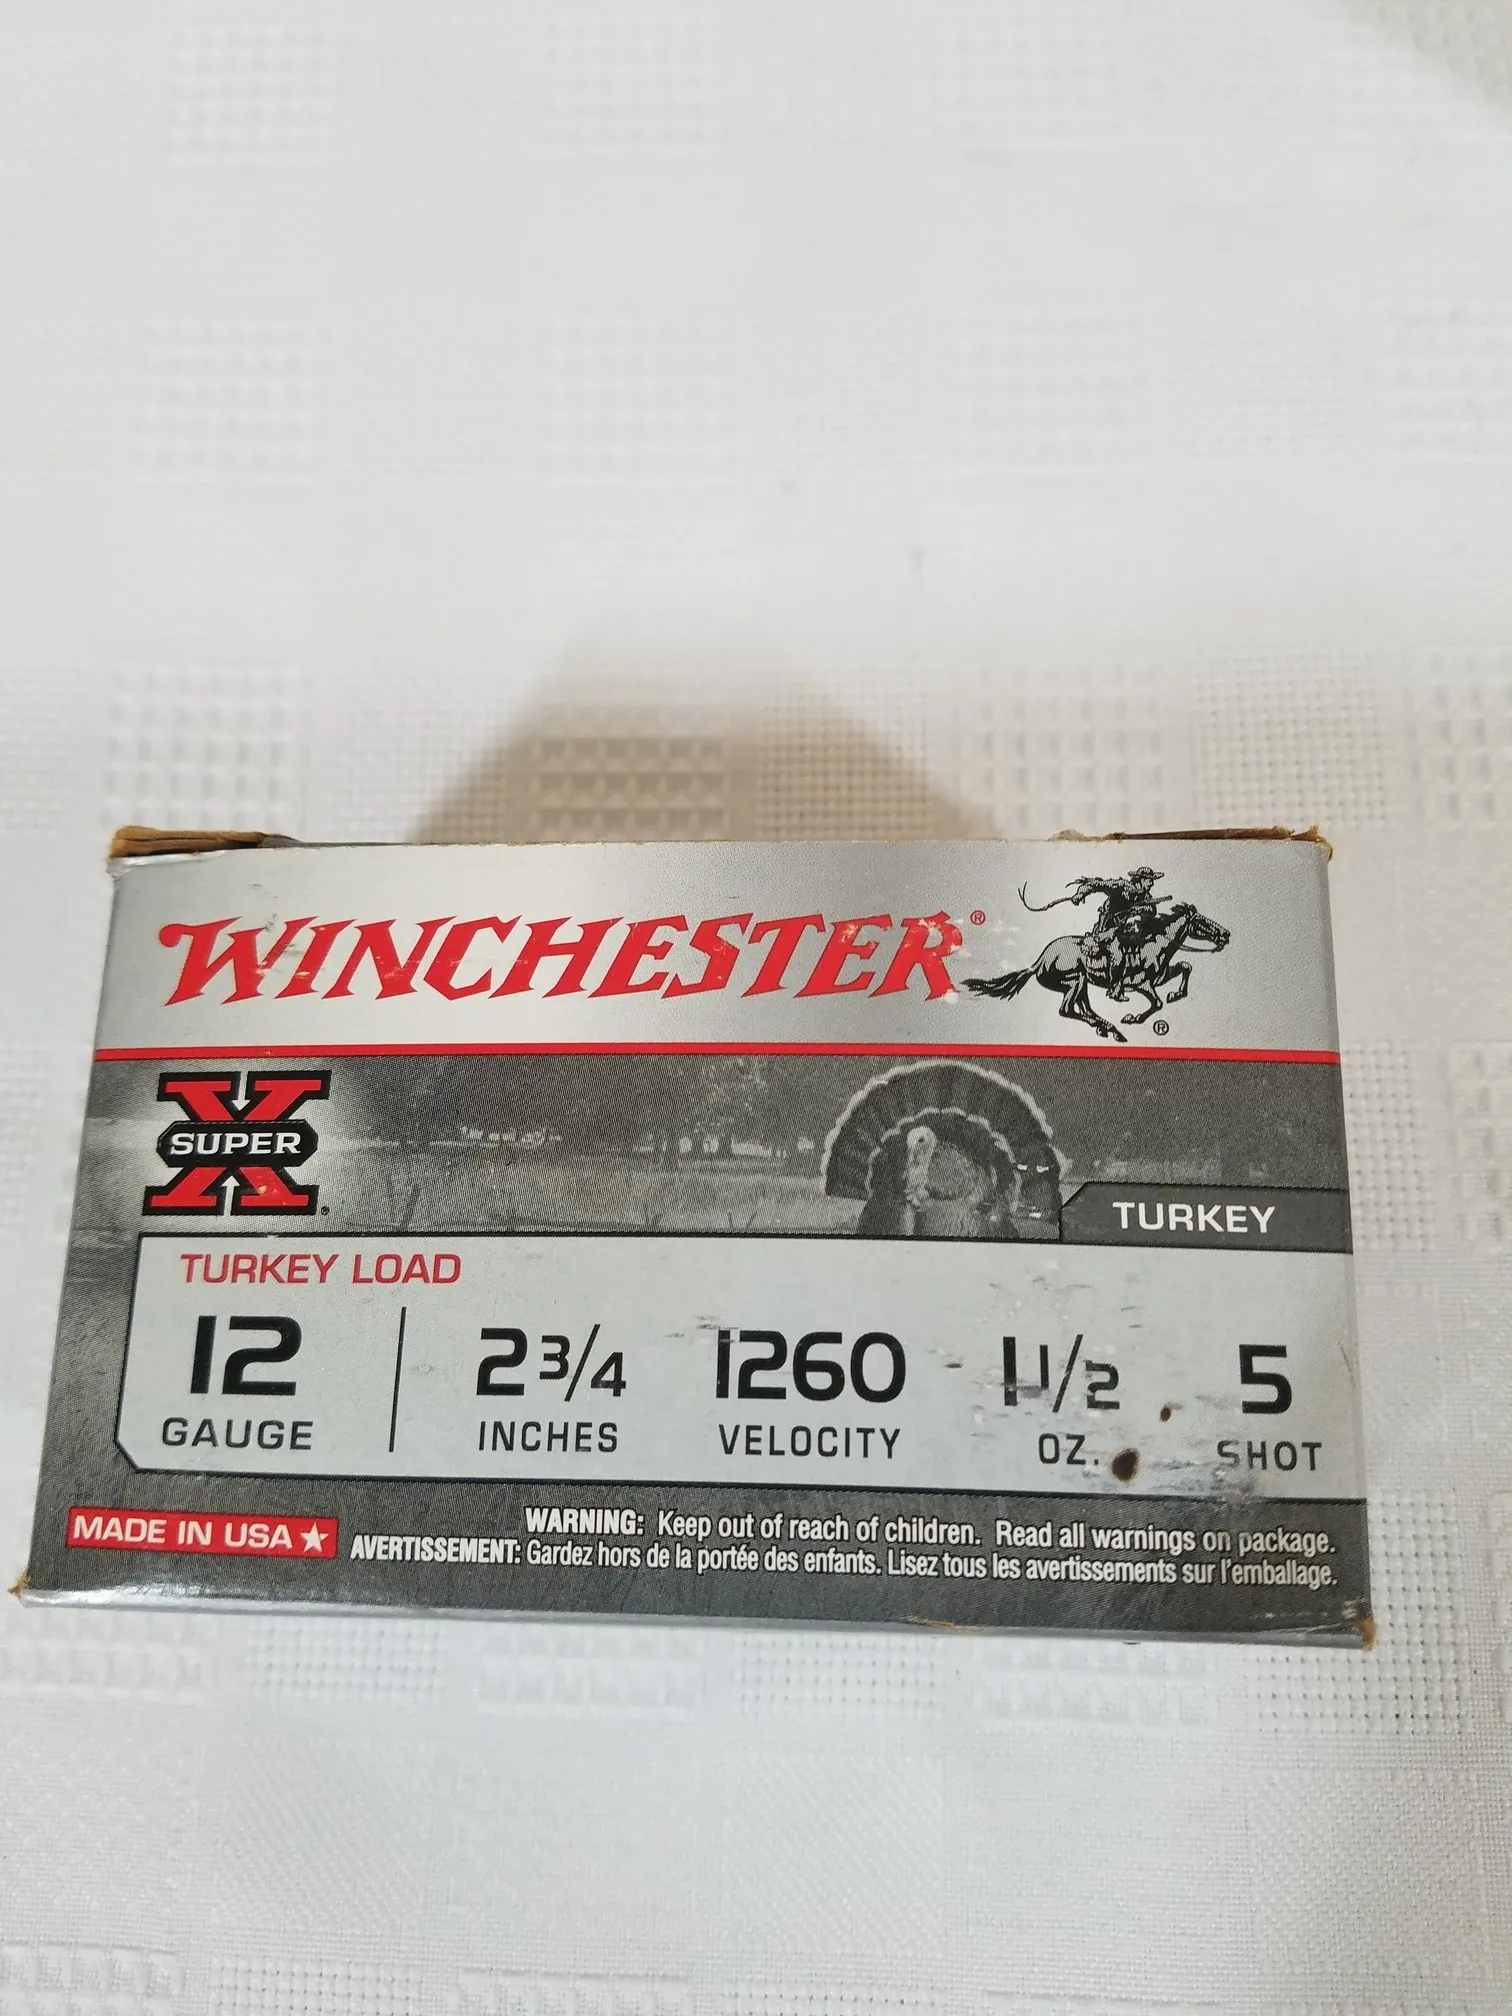 WINCHESTER®
®
X
SUPER
TURKEY
TURKEY LOAD
12 2 3/4 1260 1 1/2 5
GAUGE INCHES VELOCITY OZ. SHOT
MADE IN USA
WARNING: Keep out of reach of children. Read all warnings on package.
AVERTISSEMENT: Gardez hors de la portée des enfants. Lisez tous les avertissements sur l'emballage.